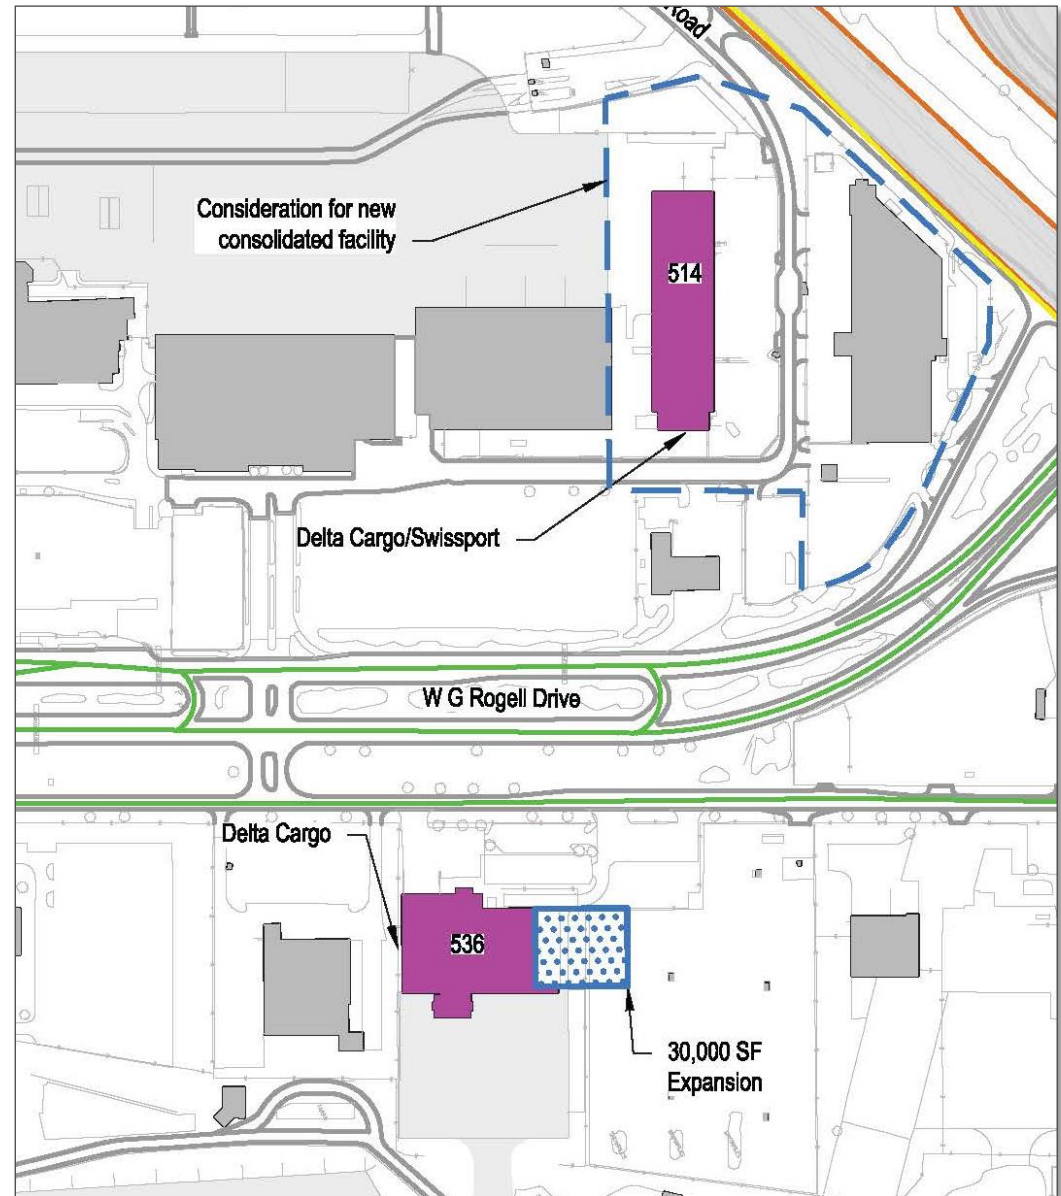 Road
Consideration for new
consolidated facility
514
Delta Cargo/Swissport
W G Rogell Drive
Delta Cargo
536
30,000 SF
Expansion